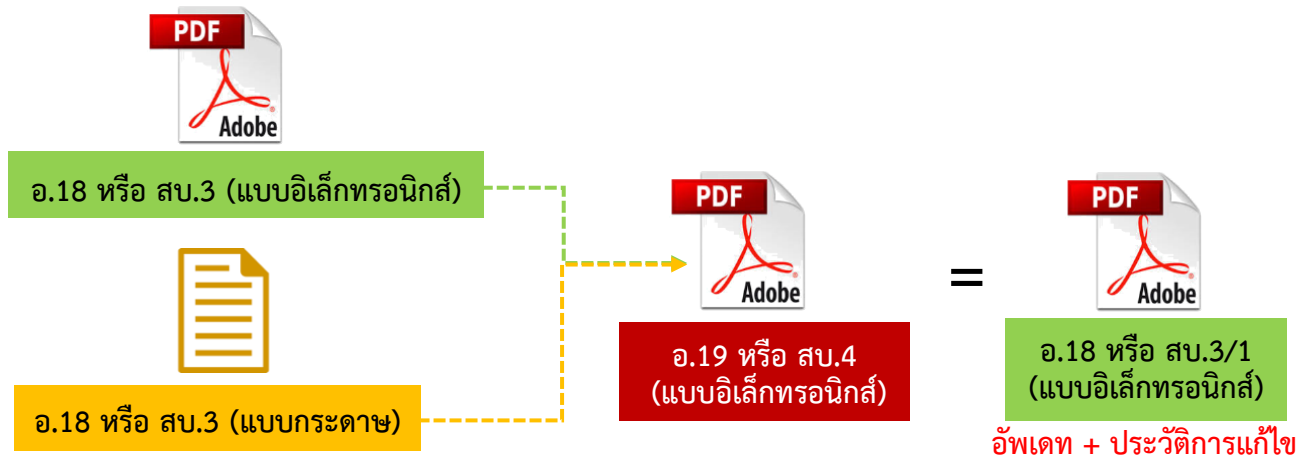 PDF
Adobe
อ.18 หรือ สบ.3 (แบบอิเล็กทรอนิกส์)
อ.18 หรือ สบ.3 (แบบกระดาษ)
PDF
Adobe
อ.19 หรือ สบ.4
(แบบอิเล็กทรอนิกส์)
=
PDF
Adobe
อ.18 หรือ สบ.3/1
(แบบอิเล็กทรอนิกส์)
อัพเดท + ประวัติการแก้ไข